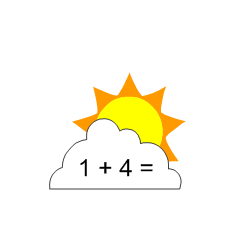 1 + 4 =